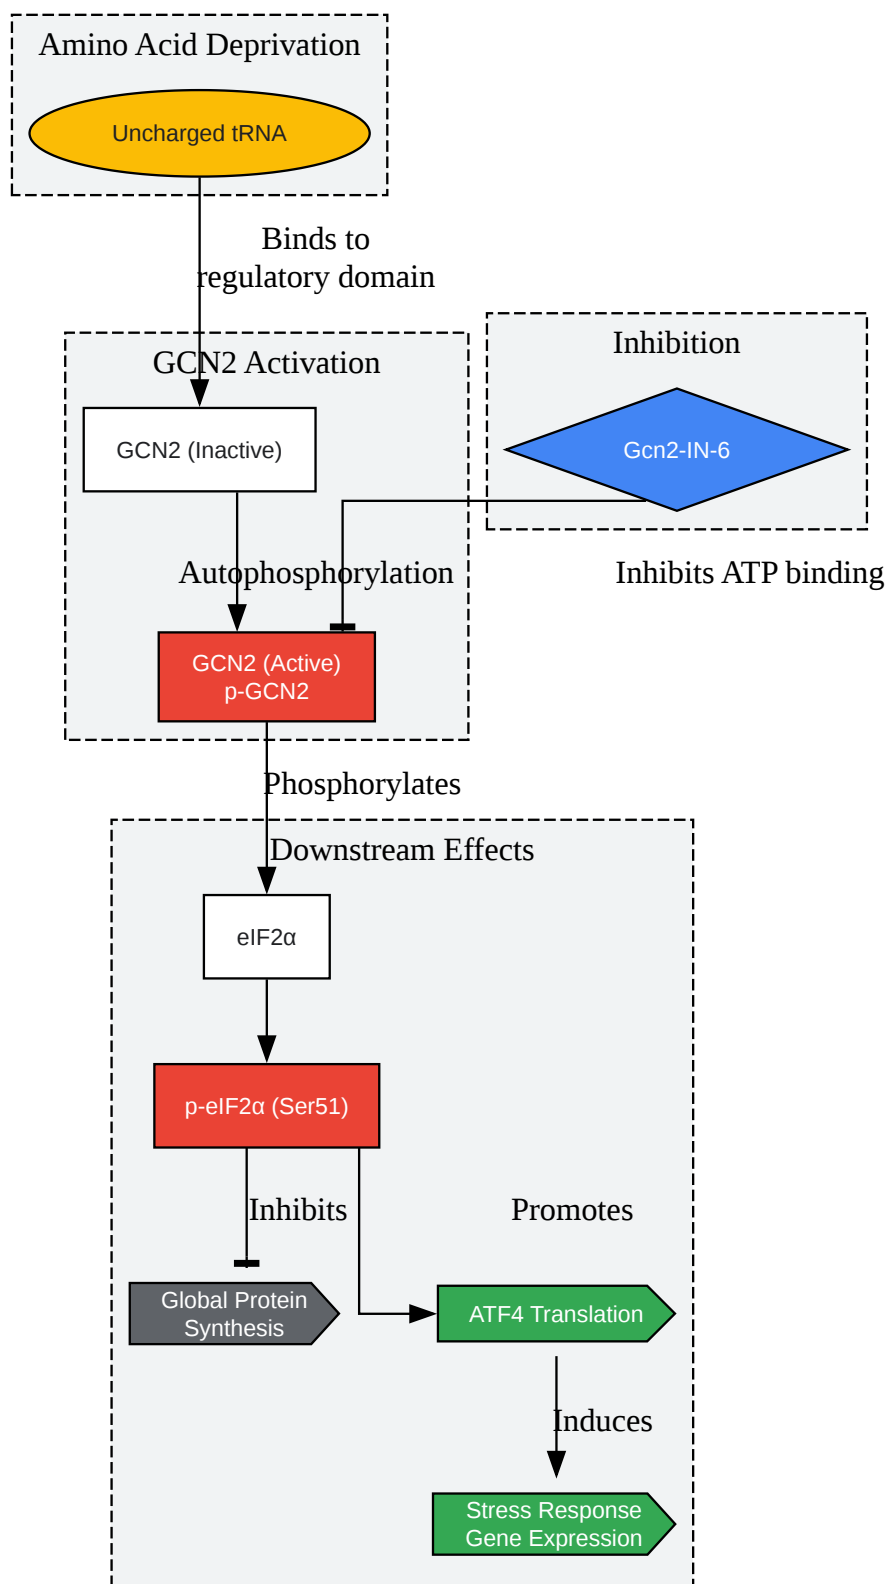 Amino Acid Deprivation
Uncharged tRNA
Binds to
regulatory domain
GCN2 Activation
Inhibition
GCN2 (Inactive)
Gcn2-IN-6
Autophosphorylation
Inhibits ATP binding
GCN2 (Active)
p-GCN2
Phosphorylates
Downstream Effects
eIF2α
p-eIF2α (Ser51)
Inhibits
Promotes
Global Protein
Synthesis
ATF4 Translation
Induces
Stress Response
Gene Expression